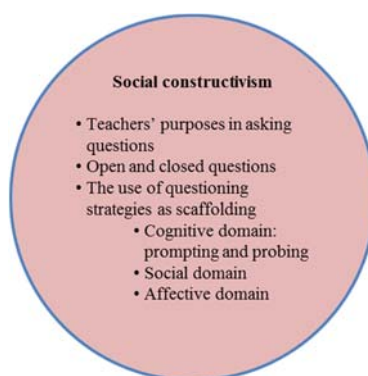 Social constructivism
• Teachers’ purposes in asking
questions
• Open and closed questions
• The use of questioning
strategies as scaffolding
• Cognitive domain:
prompting and probing
• Social domain
• Affective domain